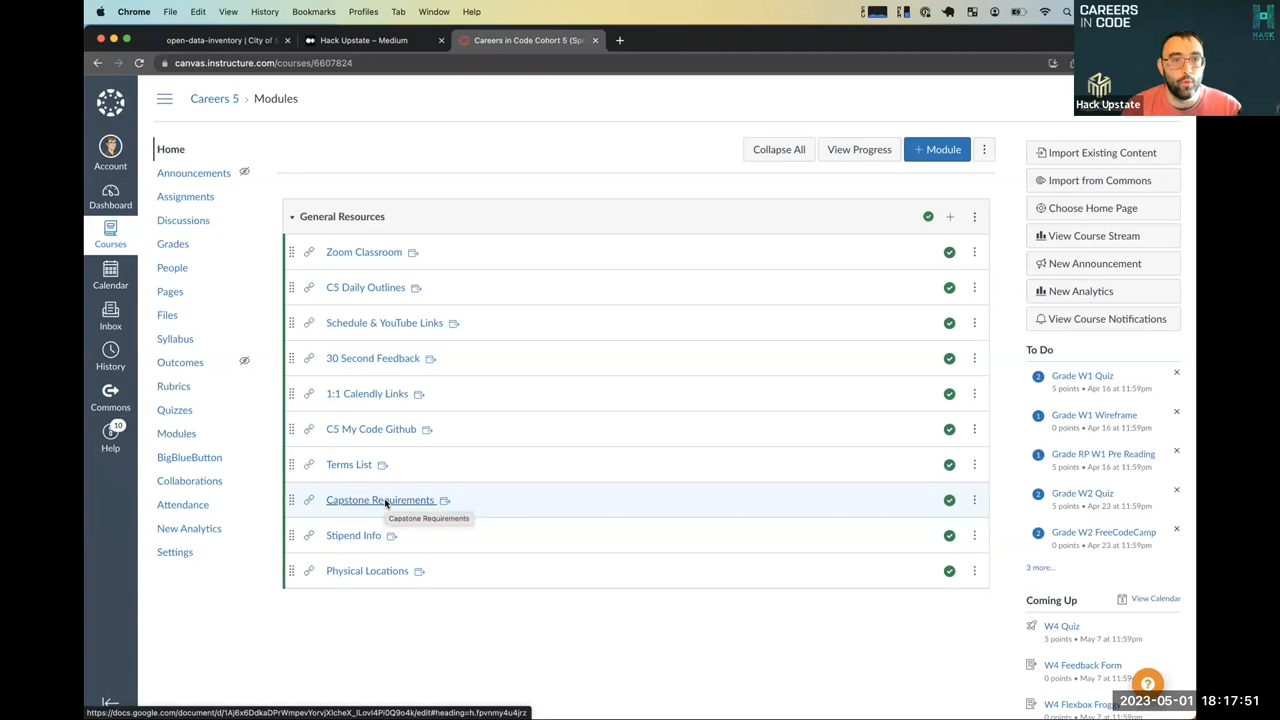 Chrome File Edit View History Bookmarks Profiles Tab Window Help
open-data-inventory | City of
Hack Upstate – Medium
Careers in Code Cohort 5 (Sp
canvas.instructure.com/courses/6607824
CAREERS
IN CODE
HACK
Hack Upstate
Careers 5 › Modules
Account
Dashboard
Courses
Calendar
Inbox
History
Commons
10
Help
Home
Announcements
Assignments
Discussions
Grades
People
Pages
Files
Syllabus
Outcomes
Rubrics
Quizzes
Modules
BigBlueButton
Collaborations
Attendance
New Analytics
Settings
Collapse All
View Progress
+ Module
General Resources
Zoom Classroom
C5 Daily Outlines
Schedule & YouTube Links
30 Second Feedback
1:1 Calendly Links
C5 My Code Github
Terms List
Capstone Requirements
Capstone Requirements
Stipend Info
Physical Locations
Import Existing Content
Import from Commons
Choose Home Page
View Course Stream
New Announcement
New Analytics
View Course Notifications
To Do
2 Grade W1 Quiz
5 points • Apr 16 at 11:59pm
1 Grade W1 Wireframe
0 points • Apr 16 at 11:59pm
1 Grade RP W1 Pre Reading
5 points • Apr 16 at 11:59pm
2 Grade W2 Quiz
5 points • Apr 23 at 11:59pm
2 Grade W2 FreeCodeCamp
0 points • Apr 23 at 11:59pm
3 more...
Coming Up
View Calendar
W4 Quiz
5 points • May 7 at 11:59pm
W4 Feedback Form
0 points • May 7 at 11:59pm
W4 Flexbox Froggy
2023-05-01 18:17:51